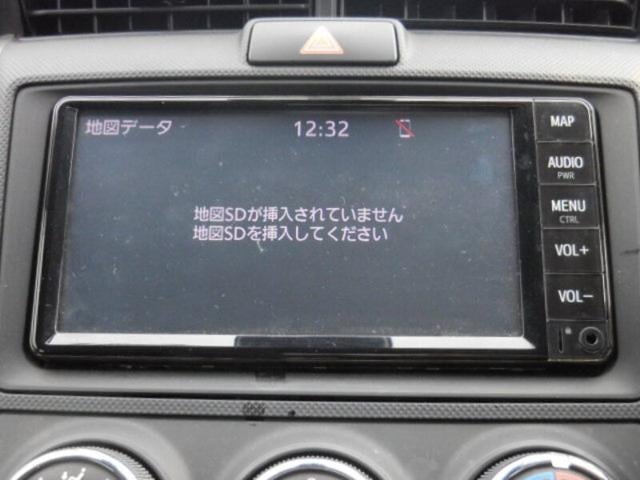 地図データ 12:32
地図SDが挿入されていません
地図SDを挿入してください
MAP
AUDIO
PWR
MENU
CTRL
VOL+
VOL−